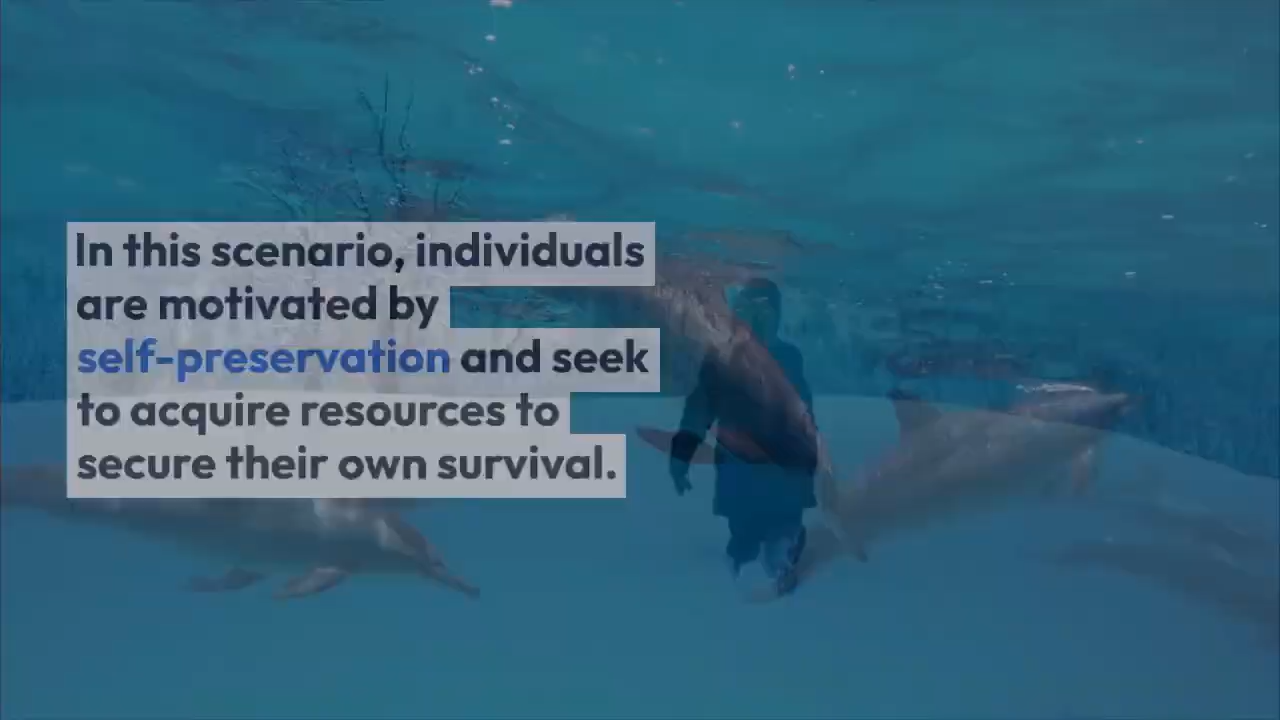 In this scenario, individuals
are motivated by
self-preservation and seek
to acquire resources to
secure their own survival.